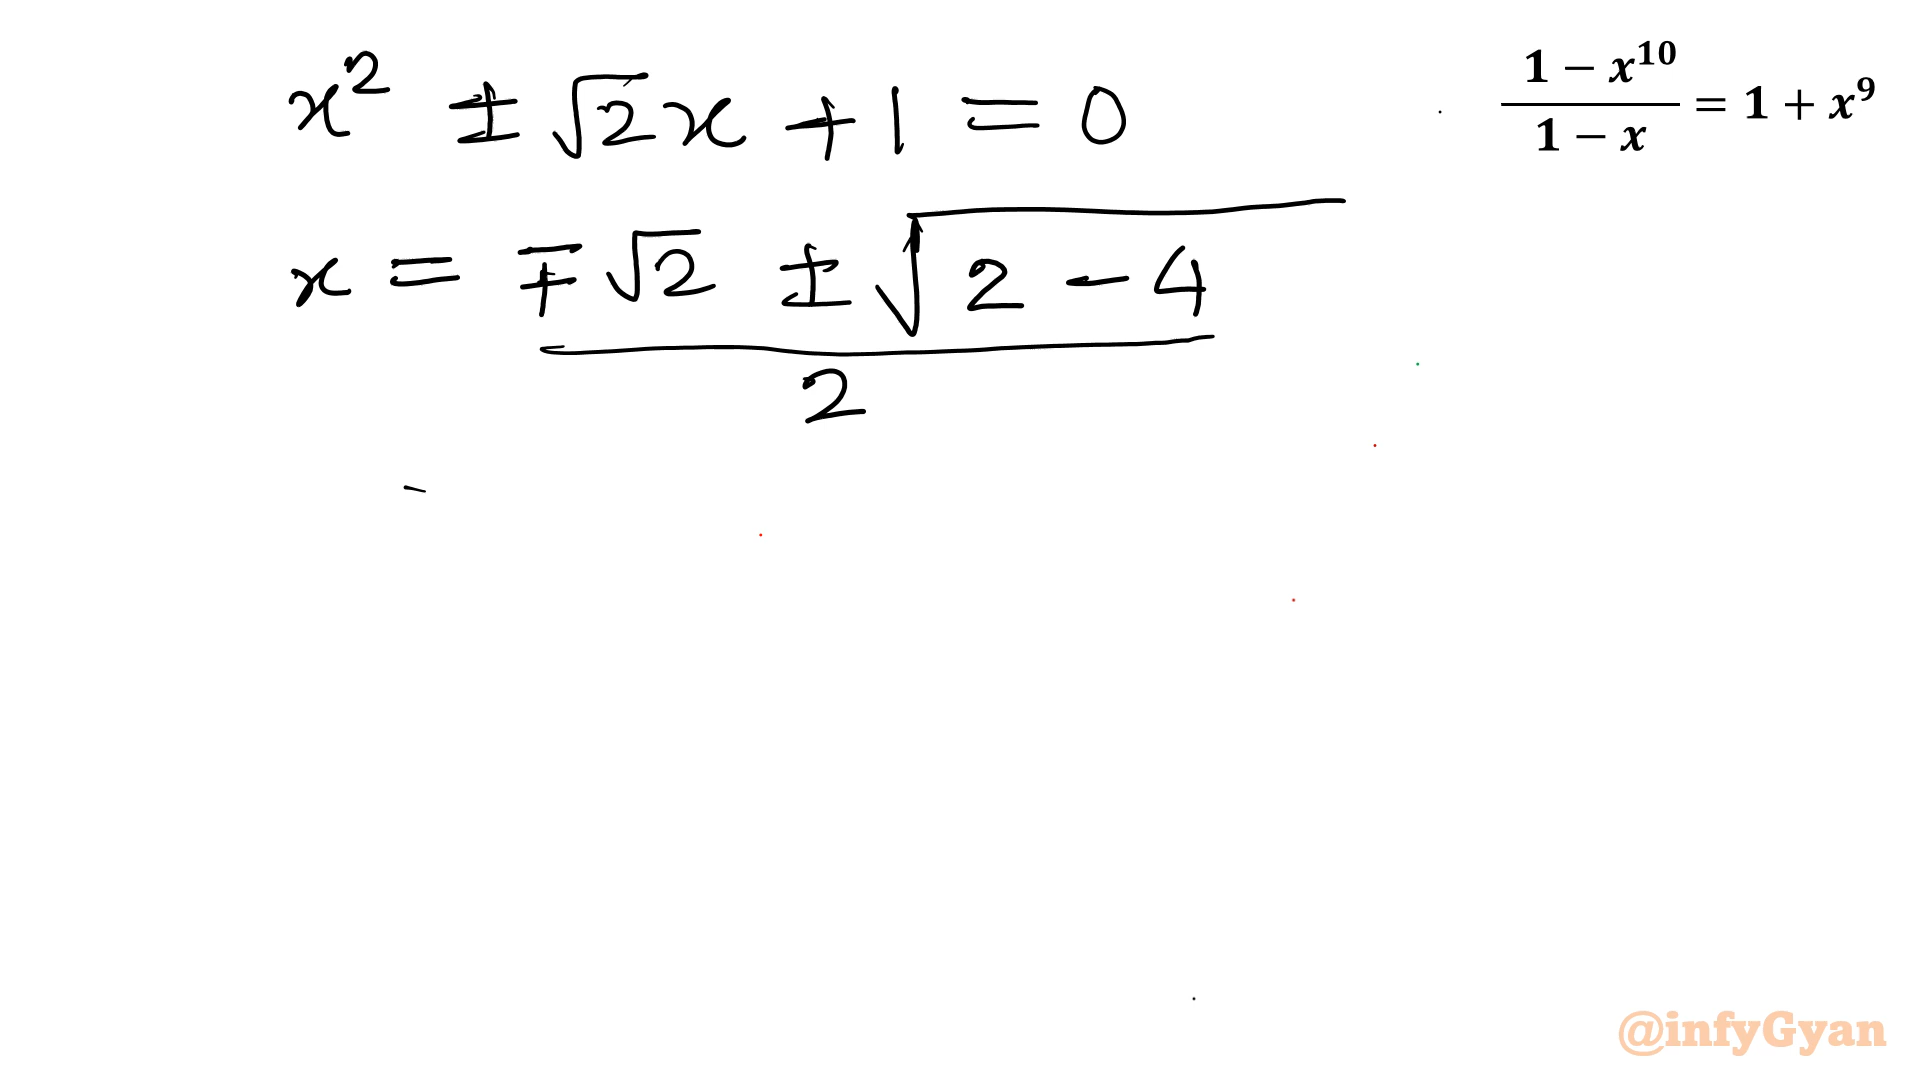 x² ± √2x + 1 = 0
(1 − x¹⁰)/(1 − x) = 1 + x⁹
x = (∓√2 ± √(2 − 4))/2
@infyGyan